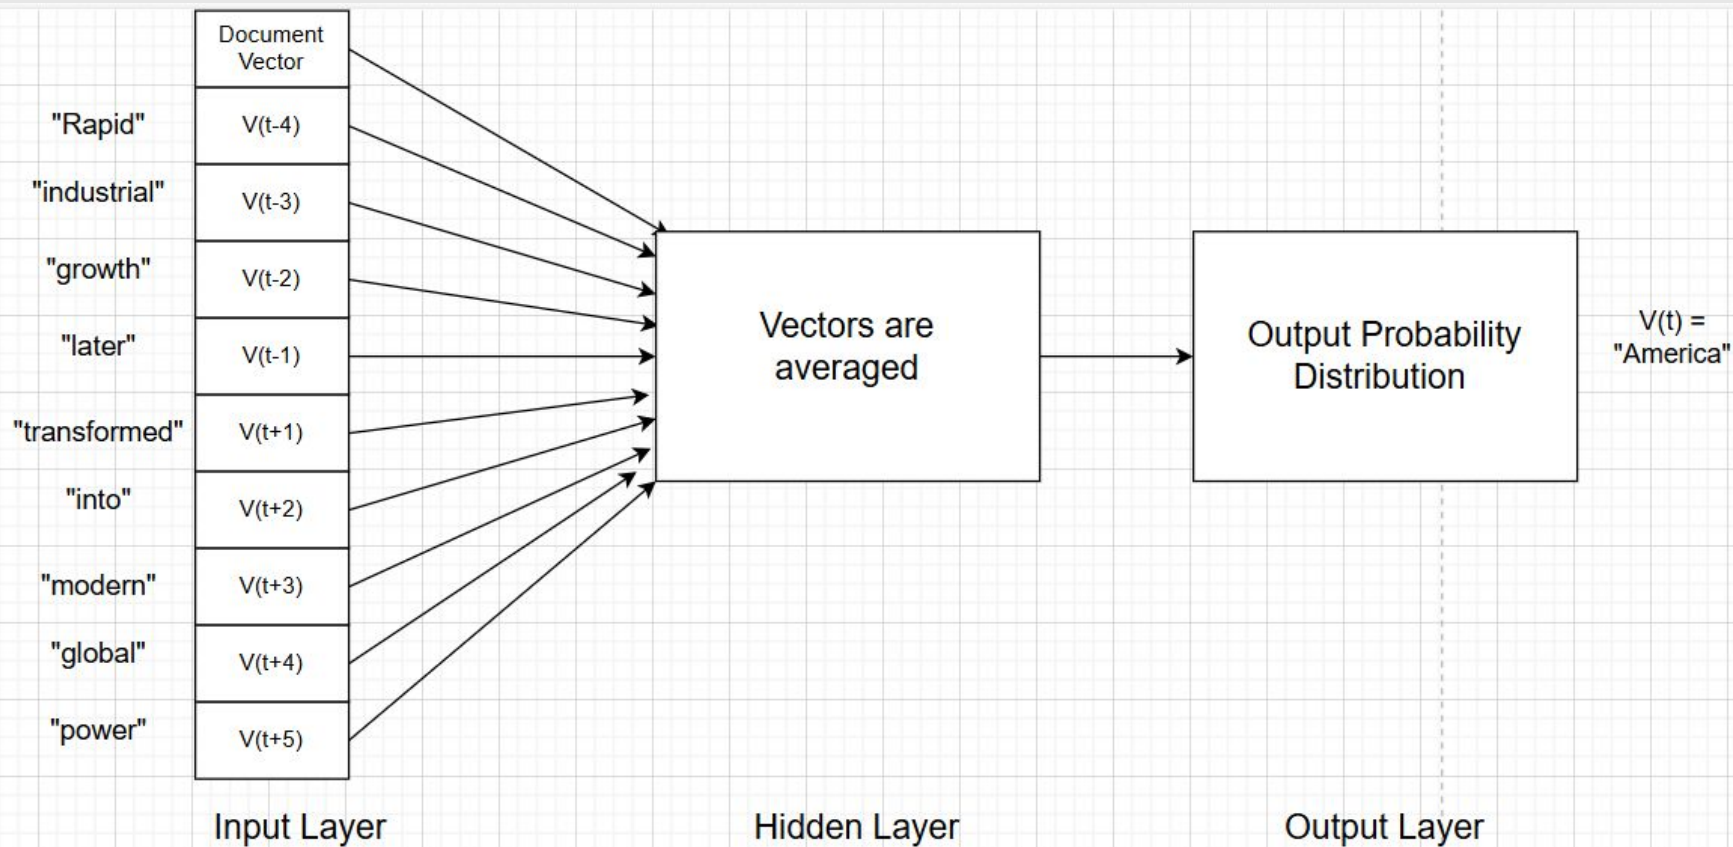 Document
Vector
"Rapid"
V(t-4)
"industrial"
V(t-3)
"growth"
V(t-2)
"later"
V(t-1)
"transformed"
V(t+1)
"into"
V(t+2)
"modern"
V(t+3)
"global"
V(t+4)
"power"
V(t+5)
Input Layer
Vectors are
averaged
Hidden Layer
Output Probability
Distribution
Output Layer
V(t) =
"America"